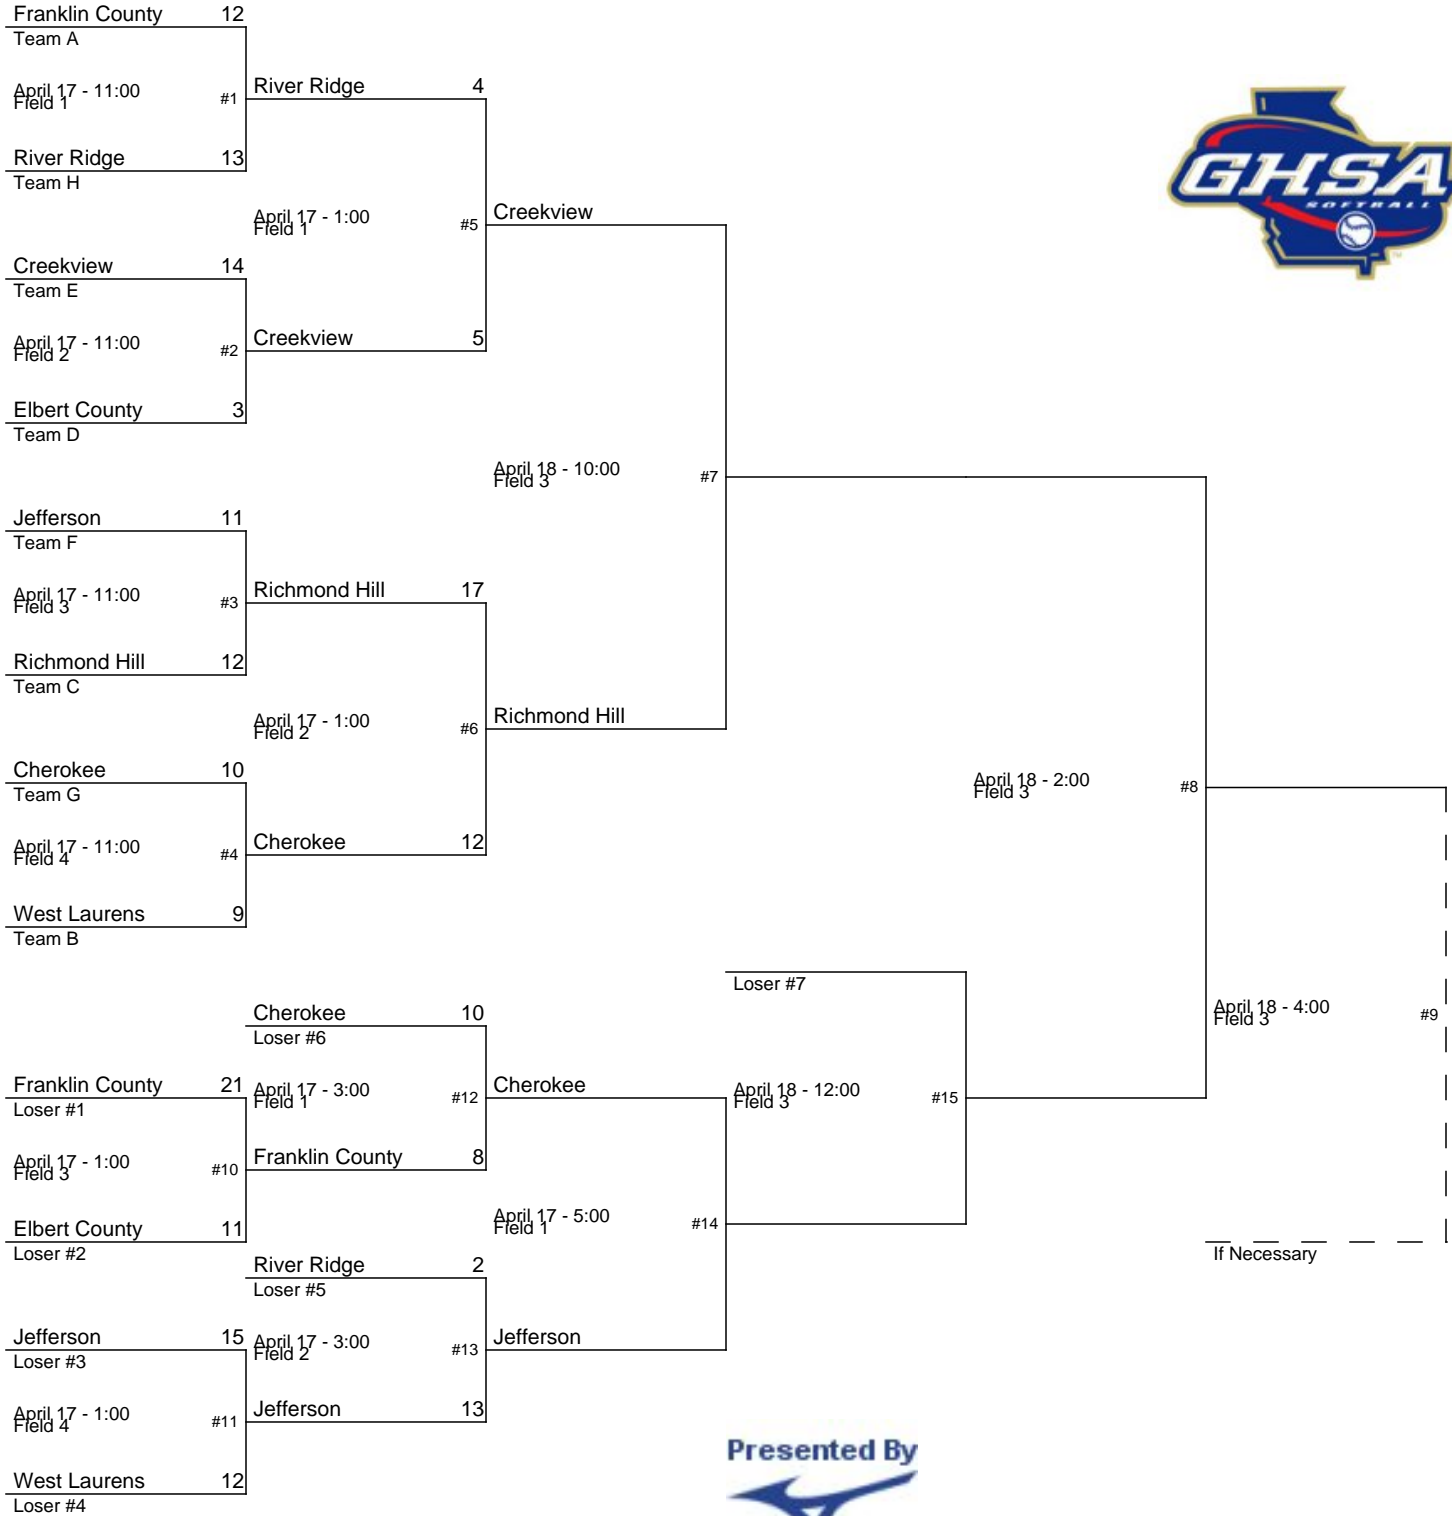 Franklin County 12
Team A
April 17 - 11:00
Field 1
#1
River Ridge 13
Team H
River Ridge 4
April 17 - 1:00
Field 1
#5
Creekview 14
Team E
April 17 - 11:00
Field 2
#2
Elbert County 3
Team D
Creekview 5
Creekview
April 18 - 10:00
Field 3
#7
Jefferson 11
Team F
April 17 - 11:00
Field 3
#3
Richmond Hill 12
Team C
Richmond Hill 17
April 17 - 1:00
Field 2
#6
Richmond Hill
Cherokee 10
Team G
April 17 - 11:00
Field 4
#4
West Laurens 9
Team B
Cherokee 12
April 18 - 2:00
Field 3
#8
Loser #7
Cherokee 10
Loser #6
April 17 - 3:00
Field 1
#12
Franklin County 21
Loser #1
April 17 - 1:00
Field 3
#10
Elbert County 11
Loser #2
Franklin County 8
Cherokee
April 18 - 12:00
Field 3
#15
April 18 - 4:00
Field 3
#9
April 17 - 5:00
Field 1
#14
If Necessary
River Ridge 2
Loser #5
April 17 - 3:00
Field 2
#13
Jefferson
Jefferson 15
Loser #3
April 17 - 1:00
Field 4
#11
Jefferson 13
West Laurens 12
Loser #4
GHSA
SOFTBALL
TM
Presented By